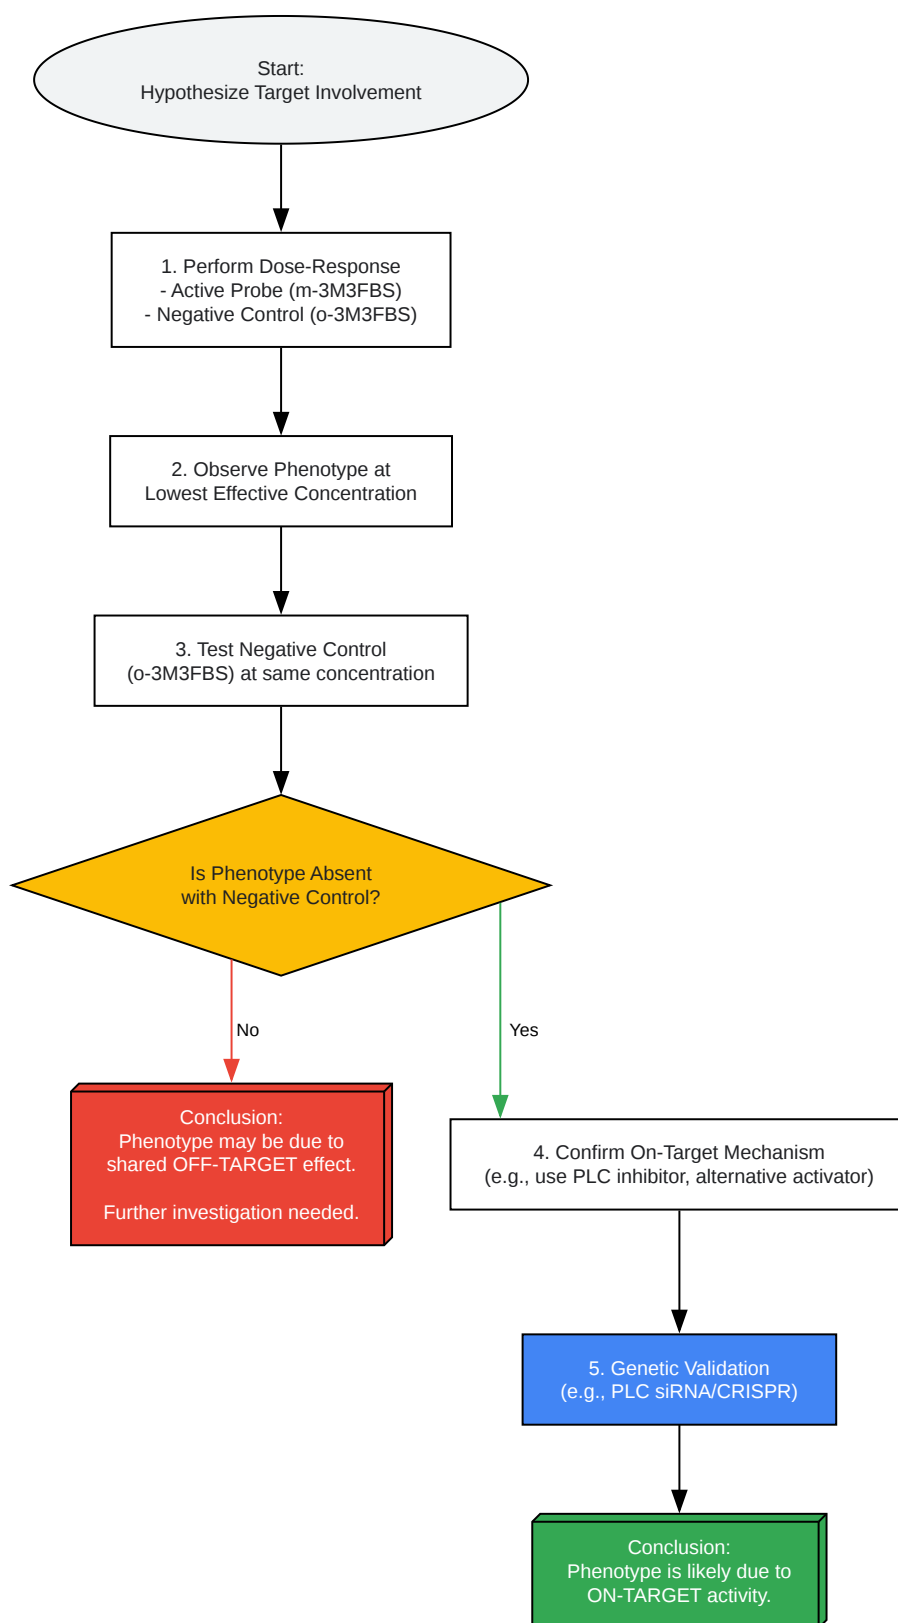 Start:
Hypothesize Target Involvement
1. Perform Dose-Response
- Active Probe (m-3M3FBS)
- Negative Control (o-3M3FBS)
2. Observe Phenotype at
Lowest Effective Concentration
3. Test Negative Control
(o-3M3FBS) at same concentration
Is Phenotype Absent
with Negative Control?
No
Yes
Conclusion:
Phenotype may be due to
shared OFF-TARGET effect.
Further investigation needed.
4. Confirm On-Target Mechanism
(e.g., use PLC inhibitor, alternative activator)
5. Genetic Validation
(e.g., PLC siRNA/CRISPR)
Conclusion:
Phenotype is likely due to
ON-TARGET activity.